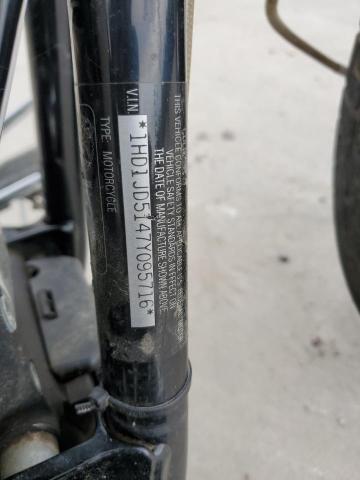 THIS VEHICLE CONFORMS TO ALL APPLICABLE U.S. FEDERAL MOTOR
VEHICLE SAFETY STANDARDS IN EFFECT ON
THE DATE OF MANUFACTURE SHOWN ABOVE.
V.I.N.
*1HD1JD5147Y095716*
TYPE: MOTORCYCLE